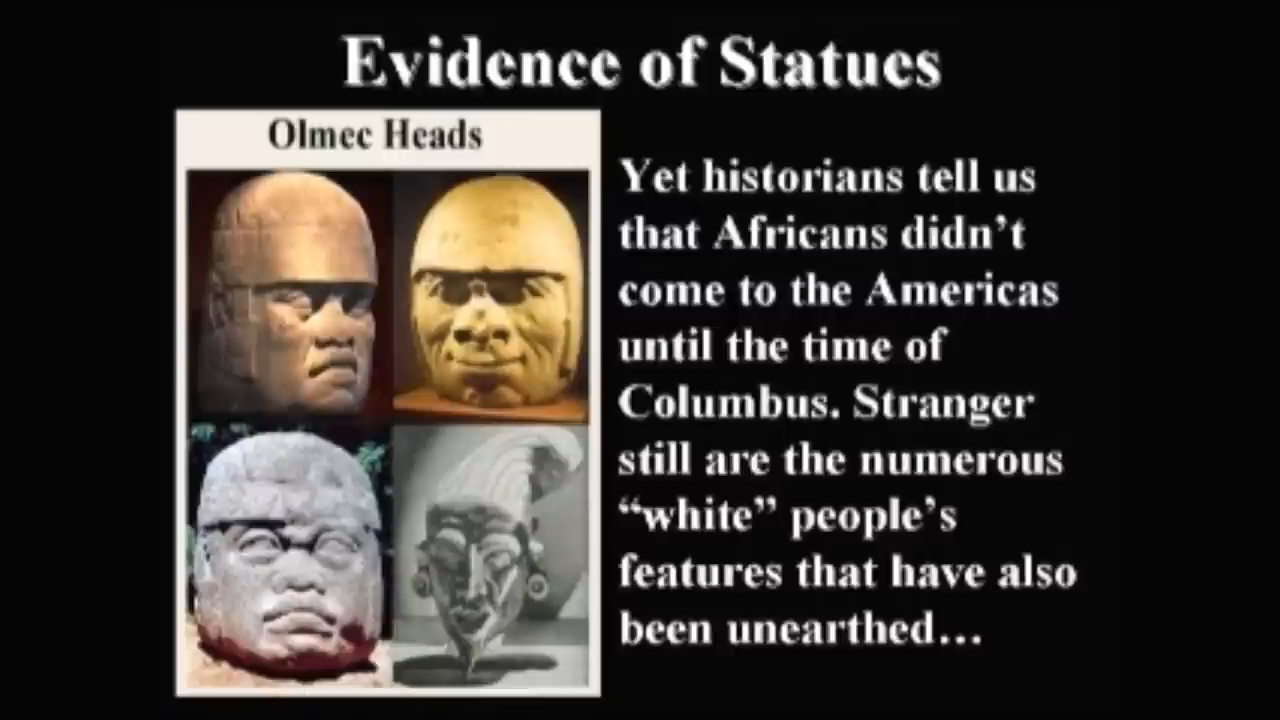 Evidence of Statues
Olmec Heads
Yet historians tell us
that Africans didn’t
come to the Americas
until the time of
Columbus. Stranger
still are the numerous
“white” people’s
features that have also
been unearthed…